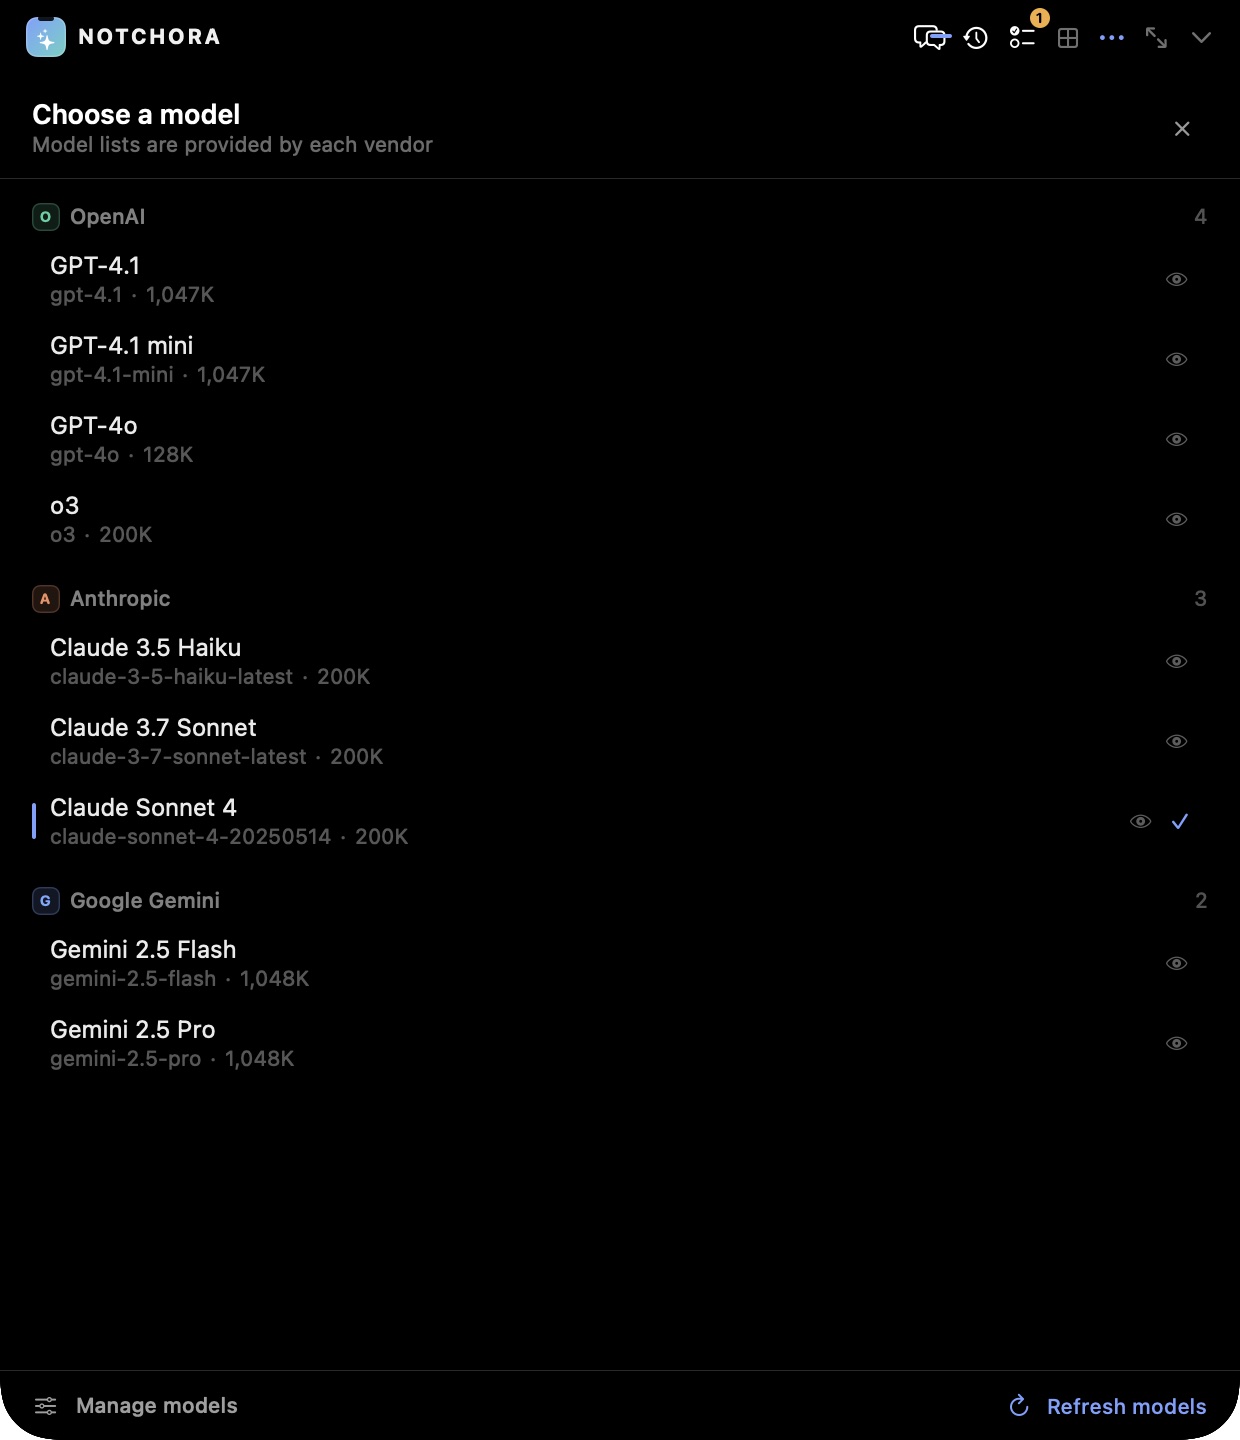 NOTCHORA
1
Choose a model
Model lists are provided by each vendor
O OpenAI 4
GPT-4.1
gpt-4.1 · 1,047K
GPT-4.1 mini
gpt-4.1-mini · 1,047K
GPT-4o
gpt-4o · 128K
o3
o3 · 200K
A Anthropic 3
Claude 3.5 Haiku
claude-3-5-haiku-latest · 200K
Claude 3.7 Sonnet
claude-3-7-sonnet-latest · 200K
Claude Sonnet 4
claude-sonnet-4-20250514 · 200K
G Google Gemini 2
Gemini 2.5 Flash
gemini-2.5-flash · 1,048K
Gemini 2.5 Pro
gemini-2.5-pro · 1,048K
Manage models Refresh models